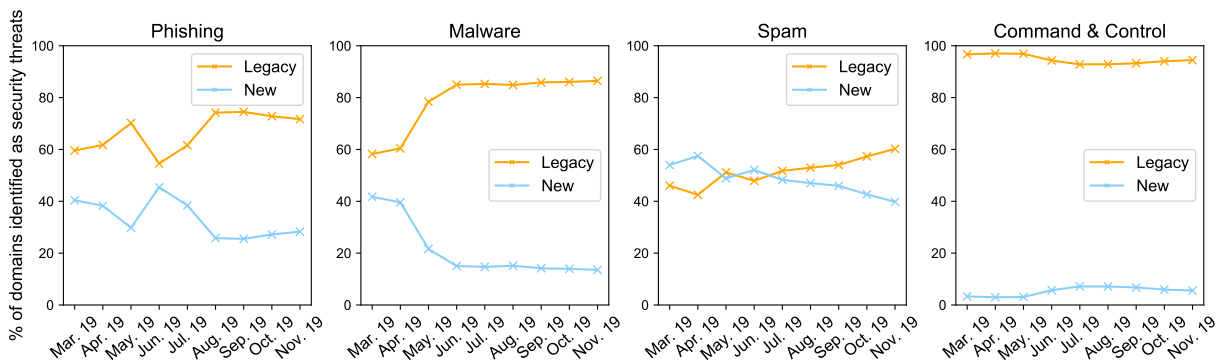 % of domains identified as security threats
Phishing
100
80
60
40
20
0
Legacy
New
Mar. 19
Apr. 19
May. 19
Jun. 19
Jul. 19
Aug. 19
Sep. 19
Oct. 19
Nov. 19
Malware
100
80
60
40
20
0
Legacy
New
Mar. 19
Apr. 19
May. 19
Jun. 19
Jul. 19
Aug. 19
Sep. 19
Oct. 19
Nov. 19
Spam
100
80
60
40
20
0
Legacy
New
Mar. 19
Apr. 19
May. 19
Jun. 19
Jul. 19
Aug. 19
Sep. 19
Oct. 19
Nov. 19
Command & Control
100
80
60
40
20
0
Legacy
New
Mar. 19
Apr. 19
May. 19
Jun. 19
Jul. 19
Aug. 19
Sep. 19
Oct. 19
Nov. 19